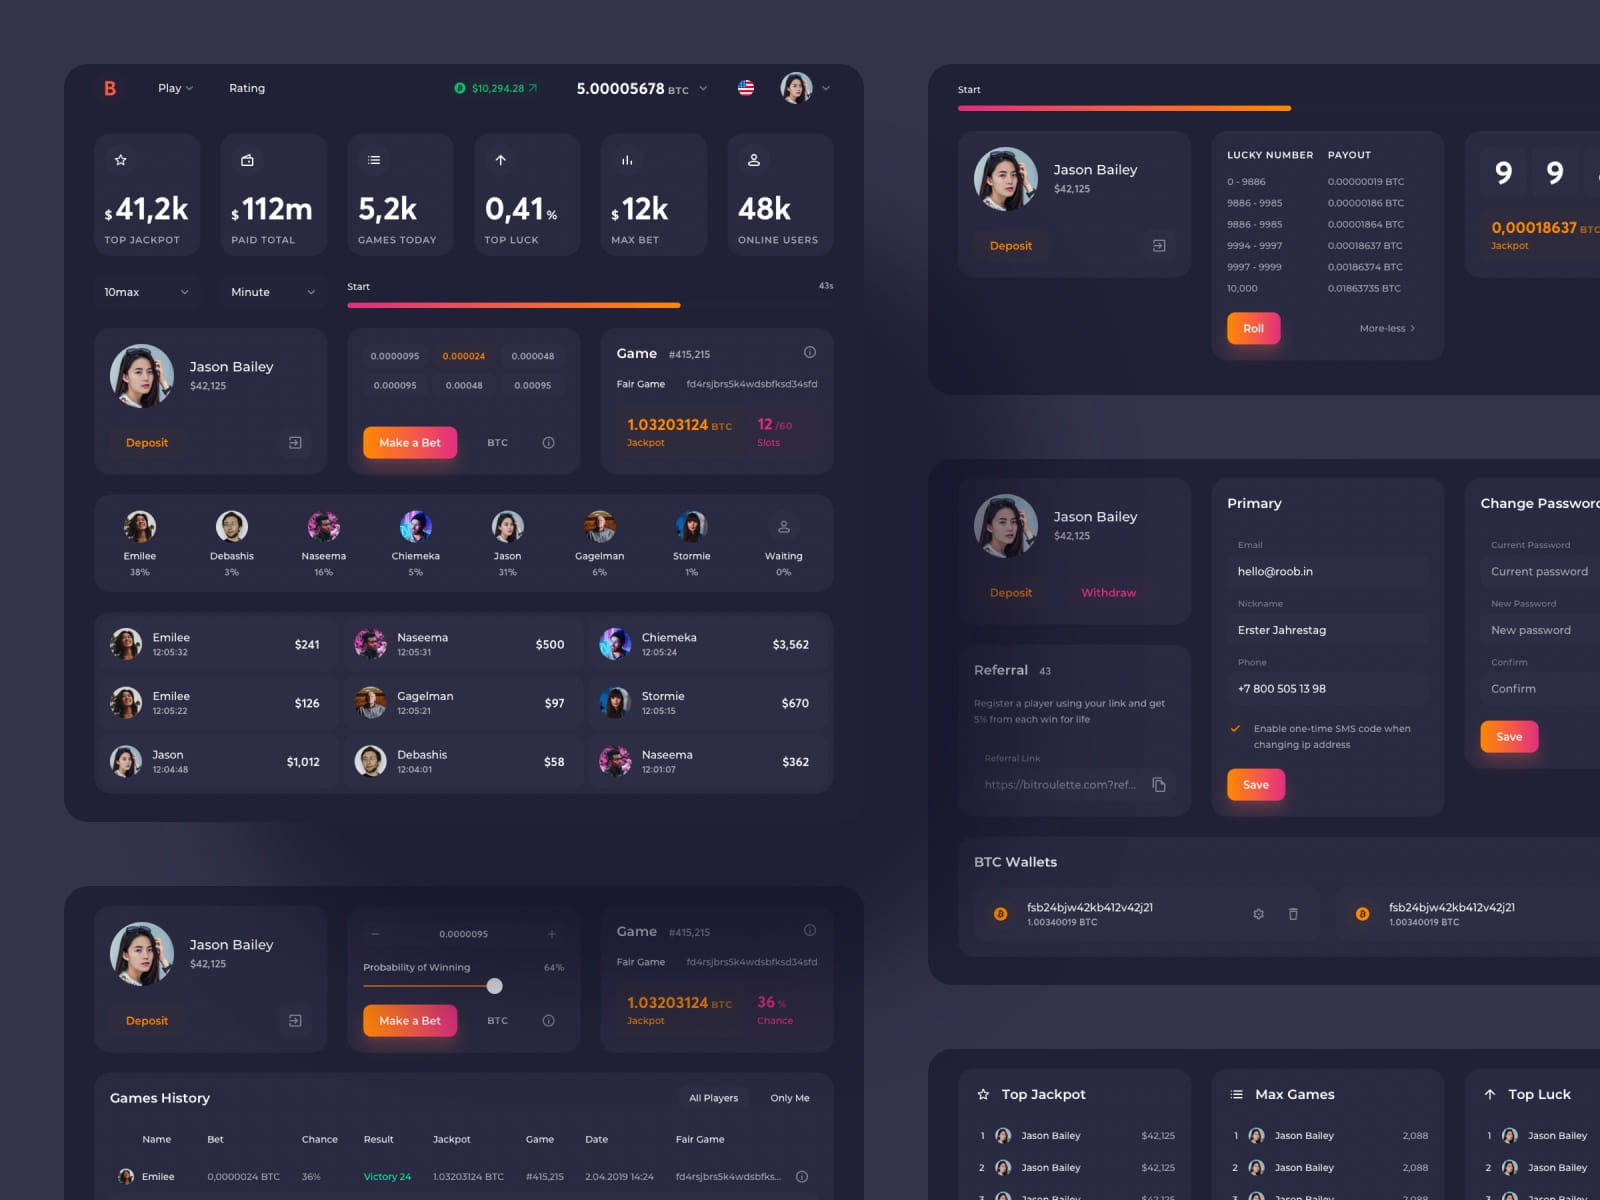 B Play Rating $10,294.28 5.00005678 BTC
$41,2k
TOP JACKPOT
$112m
PAID TOTAL
5,2k
GAMES TODAY
0,41%
TOP LUCK
$12k
MAX BET
48k
ONLINE USERS
10max Minute Start 43s
Jason Bailey
$42,125
Deposit
0.0000095 0.000024 0.000048
0.000095 0.00048 0.00095
Make a Bet BTC
Game #415,215
Fair Game fd4rsjbrs5k4wdsbfksd34sfd
1.03203124 BTC 12 /60
Jackpot Slots
Emilee Debashis Naseema Chiemeka Jason Gagelman Stormie Waiting
38% 3% 16% 5% 31% 6% 1% 0%
Emilee
12:05:32
$241
Naseema
12:05:31
$500
Chiemeka
12:05:24
$3,562
Emilee
12:05:22
$126
Gagelman
12:05:21
$97
Stormie
12:05:15
$670
Jason
12:04:48
$1,012
Debashis
12:04:01
$58
Naseema
12:01:07
$362
Jason Bailey
$42,125
Deposit
0.0000095
Probability of Winning 64%
Make a Bet BTC
Game #415,215
Fair Game fd4rsjbrs5k4wdsbfksd34sfd
1.03203124 BTC 36 %
Jackpot Chance
Games History All Players Only Me
Name Bet Chance Result Jackpot Game Date Fair Game
Emilee 0,0000024 BTC 36% Victory 24 1.03203124 BTC #415,215 2.04.2019 14:24 fd4rsjbrs5k4wdsbfks...
Start
Jason Bailey
$42,125
Deposit
LUCKY NUMBER PAYOUT
0 - 9886 0.00000019 BTC
9886 - 9985 0.00000186 BTC
9886 - 9985 0.00001864 BTC
9994 - 9997 0.00018637 BTC
9997 - 9999 0.00186374 BTC
10,000 0.01863735 BTC
Roll More-less
9 9
0,00018637 BTC
Jackpot
Jason Bailey
$42,125
Deposit Withdraw
Referral 43
Register a player using your link and get
5% from each win for life
Referral Link
https://bitroulette.com?ref...
Primary
Email
hello@roob.in
Nickname
Erster Jahrestag
Phone
+7 800 505 13 98
Enable one-time SMS code when
changing ip address
Save
Change Password
Current Password
Current password
New Password
New password
Confirm
Confirm
Save
BTC Wallets
fsb24bjw42kb412v42j21
1.00340019 BTC
fsb24bjw42kb412v42j21
1.00340019 BTC
Top Jackpot
1 Jason Bailey $42,125
2 Jason Bailey $42,125
3 Jason Bailey $42,125
Max Games
1 Jason Bailey 2,088
2 Jason Bailey 2,088
3 Jason Bailey 2,088
Top Luck
1 Jason Bailey
2 Jason Bailey
3 Jason Bailey